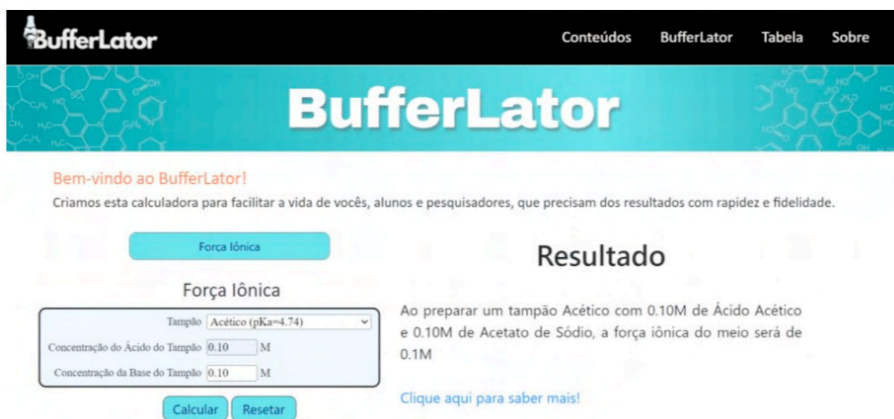 BufferLator
Conteúdos BufferLator Tabela Sobre
BufferLator
Bem-vindo ao BufferLator!
Criamos esta calculadora para facilitar a vida de vocês, alunos e pesquisadores, que precisam dos resultados com rapidez e fidelidade.
Força Iônica
Força Iônica
Tampão Acético (pKa=4.74)
Concentração do Ácido do Tampão 0.10 M
Concentração da Base do Tampão 0.10 M
Calcular Resetar
Resultado
Ao preparar um tampão Acético com 0.10M de Ácido Acético
e 0.10M de Acetato de Sódio, a força iônica do meio será de
0.1M
Clique aqui para saber mais!